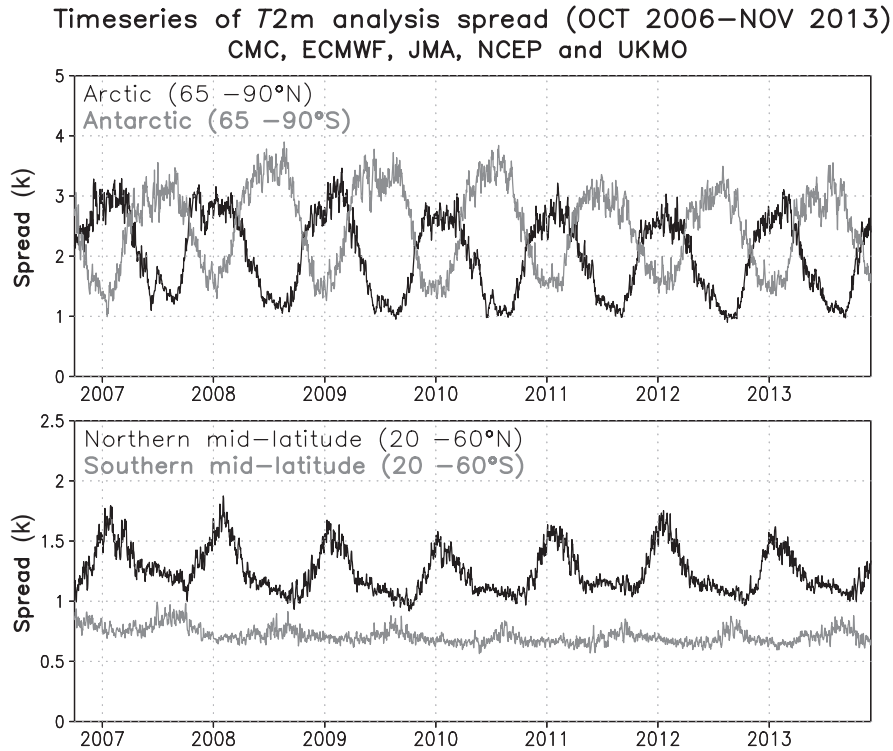 Timeseries of T2m analysis spread (OCT 2006–NOV 2013)
CMC, ECMWF, JMA, NCEP and UKMO
5
Arctic (65 –90°N)
Antarctic (65 –90°S)
4
3
2
1
0
Spread (k)
2007 2008 2009 2010 2011 2012 2013
2.5
Northern mid–latitude (20 –60°N)
Southern mid–latitude (20 –60°S)
2
1.5
1
0.5
0
Spread (k)
2007 2008 2009 2010 2011 2012 2013